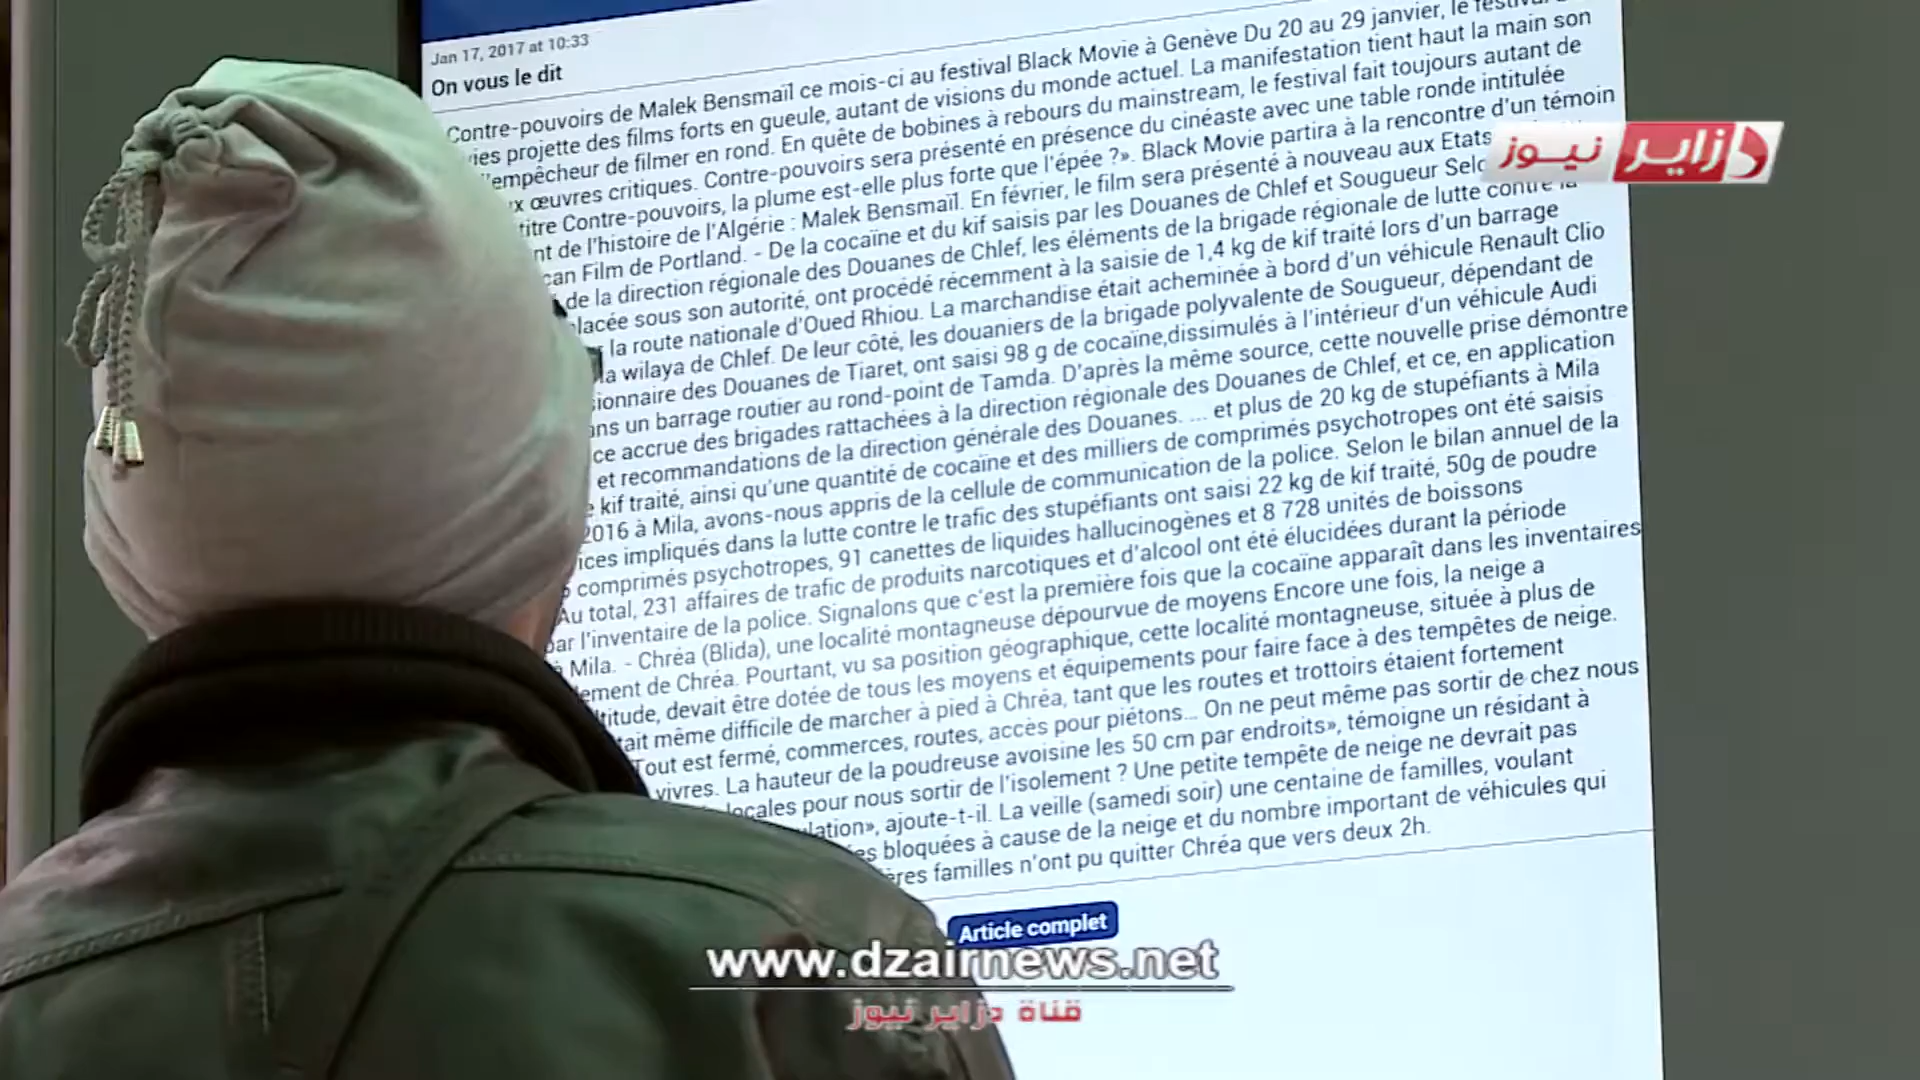 Jan 17, 2017 at 10:33
On vous le dit
Contre-pouvoirs de Malek Bensmaïl ce mois-ci au festival Black Movie à Genève Du 20 au 29 janvier, le
projette des films forts en gueule, autant de visions du monde actuel. La manifestation tient haut la main son
d'empêcheur de filmer en rond. En quête de bobines à rebours du mainstream, le festival fait toujours autant de
œuvres critiques. Contre-pouvoirs sera présenté en présence du cinéaste avec une table ronde intitulée
titre Contre-pouvoirs, la plume est-elle plus forte que l'épée ?». Black Movie partira à la rencontre d'un témoin
de l'histoire de l'Algérie : Malek Bensmaïl. En février, le film sera présenté à nouveau aux Etats
Film de Portland. - De la cocaïne et du kif saisis par les Douanes de Chlef et Sougueur
de la direction régionale des Douanes de Chlef, les éléments de la brigade régionale de lutte contre la
placée sous son autorité, ont procédé récemment à la saisie de 1,4 kg de kif traité lors d'un barrage
la route nationale d'Oued Rhiou. La marchandise était acheminée à bord d'un véhicule Renault Clio
la wilaya de Chlef. De leur côté, les douaniers de la brigade polyvalente de Sougueur, dépendant de
des Douanes de Tiaret, ont saisi 98 g de cocaïne,dissimulés à l'intérieur d'un véhicule Audi
un barrage routier au rond-point de Tamda. D'après la même source, cette nouvelle prise démontre
accrue des brigades rattachées à la direction régionale des Douanes de Chlef, et ce, en application
et recommandations de la direction générale des Douanes. ... et plus de 20 kg de stupéfiants à Mila
kif traité, ainsi qu'une quantité de cocaïne et des milliers de comprimés psychotropes ont été saisis
2016 à Mila, avons-nous appris de la cellule de communication de la police. Selon le bilan annuel de la
impliqués dans la lutte contre le trafic des stupéfiants ont saisi 22 kg de kif traité, 50g de poudre
comprimés psychotropes, 91 canettes de liquides hallucinogènes et 8 728 unités de boissons
Au total, 231 affaires de trafic de produits narcotiques et d'alcool ont été élucidées durant la période
par l'inventaire de la police. Signalons que c'est la première fois que la cocaïne apparaît dans les inventaires
à Mila. - Chréa (Blida), une localité montagneuse dépourvue de moyens Encore une fois, la neige a
de Chréa. Pourtant, vu sa position géographique, cette localité montagneuse, située à plus de
devait être dotée de tous les moyens et équipements pour faire face à des tempêtes de neige.
même difficile de marcher à pied à Chréa, tant que les routes et trottoirs étaient fortement
Tout est fermé, commerces, routes, accès pour piétons... On ne peut même pas sortir de chez nous
vivres. La hauteur de la poudreuse avoisine les 50 cm par endroits», témoigne un résidant à
locales pour nous sortir de l'isolement ? Une petite tempête de neige ne devrait pas
ajoute-t-il. La veille (samedi soir) une centaine de familles, voulant
bloquées à cause de la neige et du nombre important de véhicules qui
familles n'ont pu quitter Chréa que vers deux 2h.
Article complet
دزاير نيوز
www.dzairnews.net
قناة دزاير نيوز